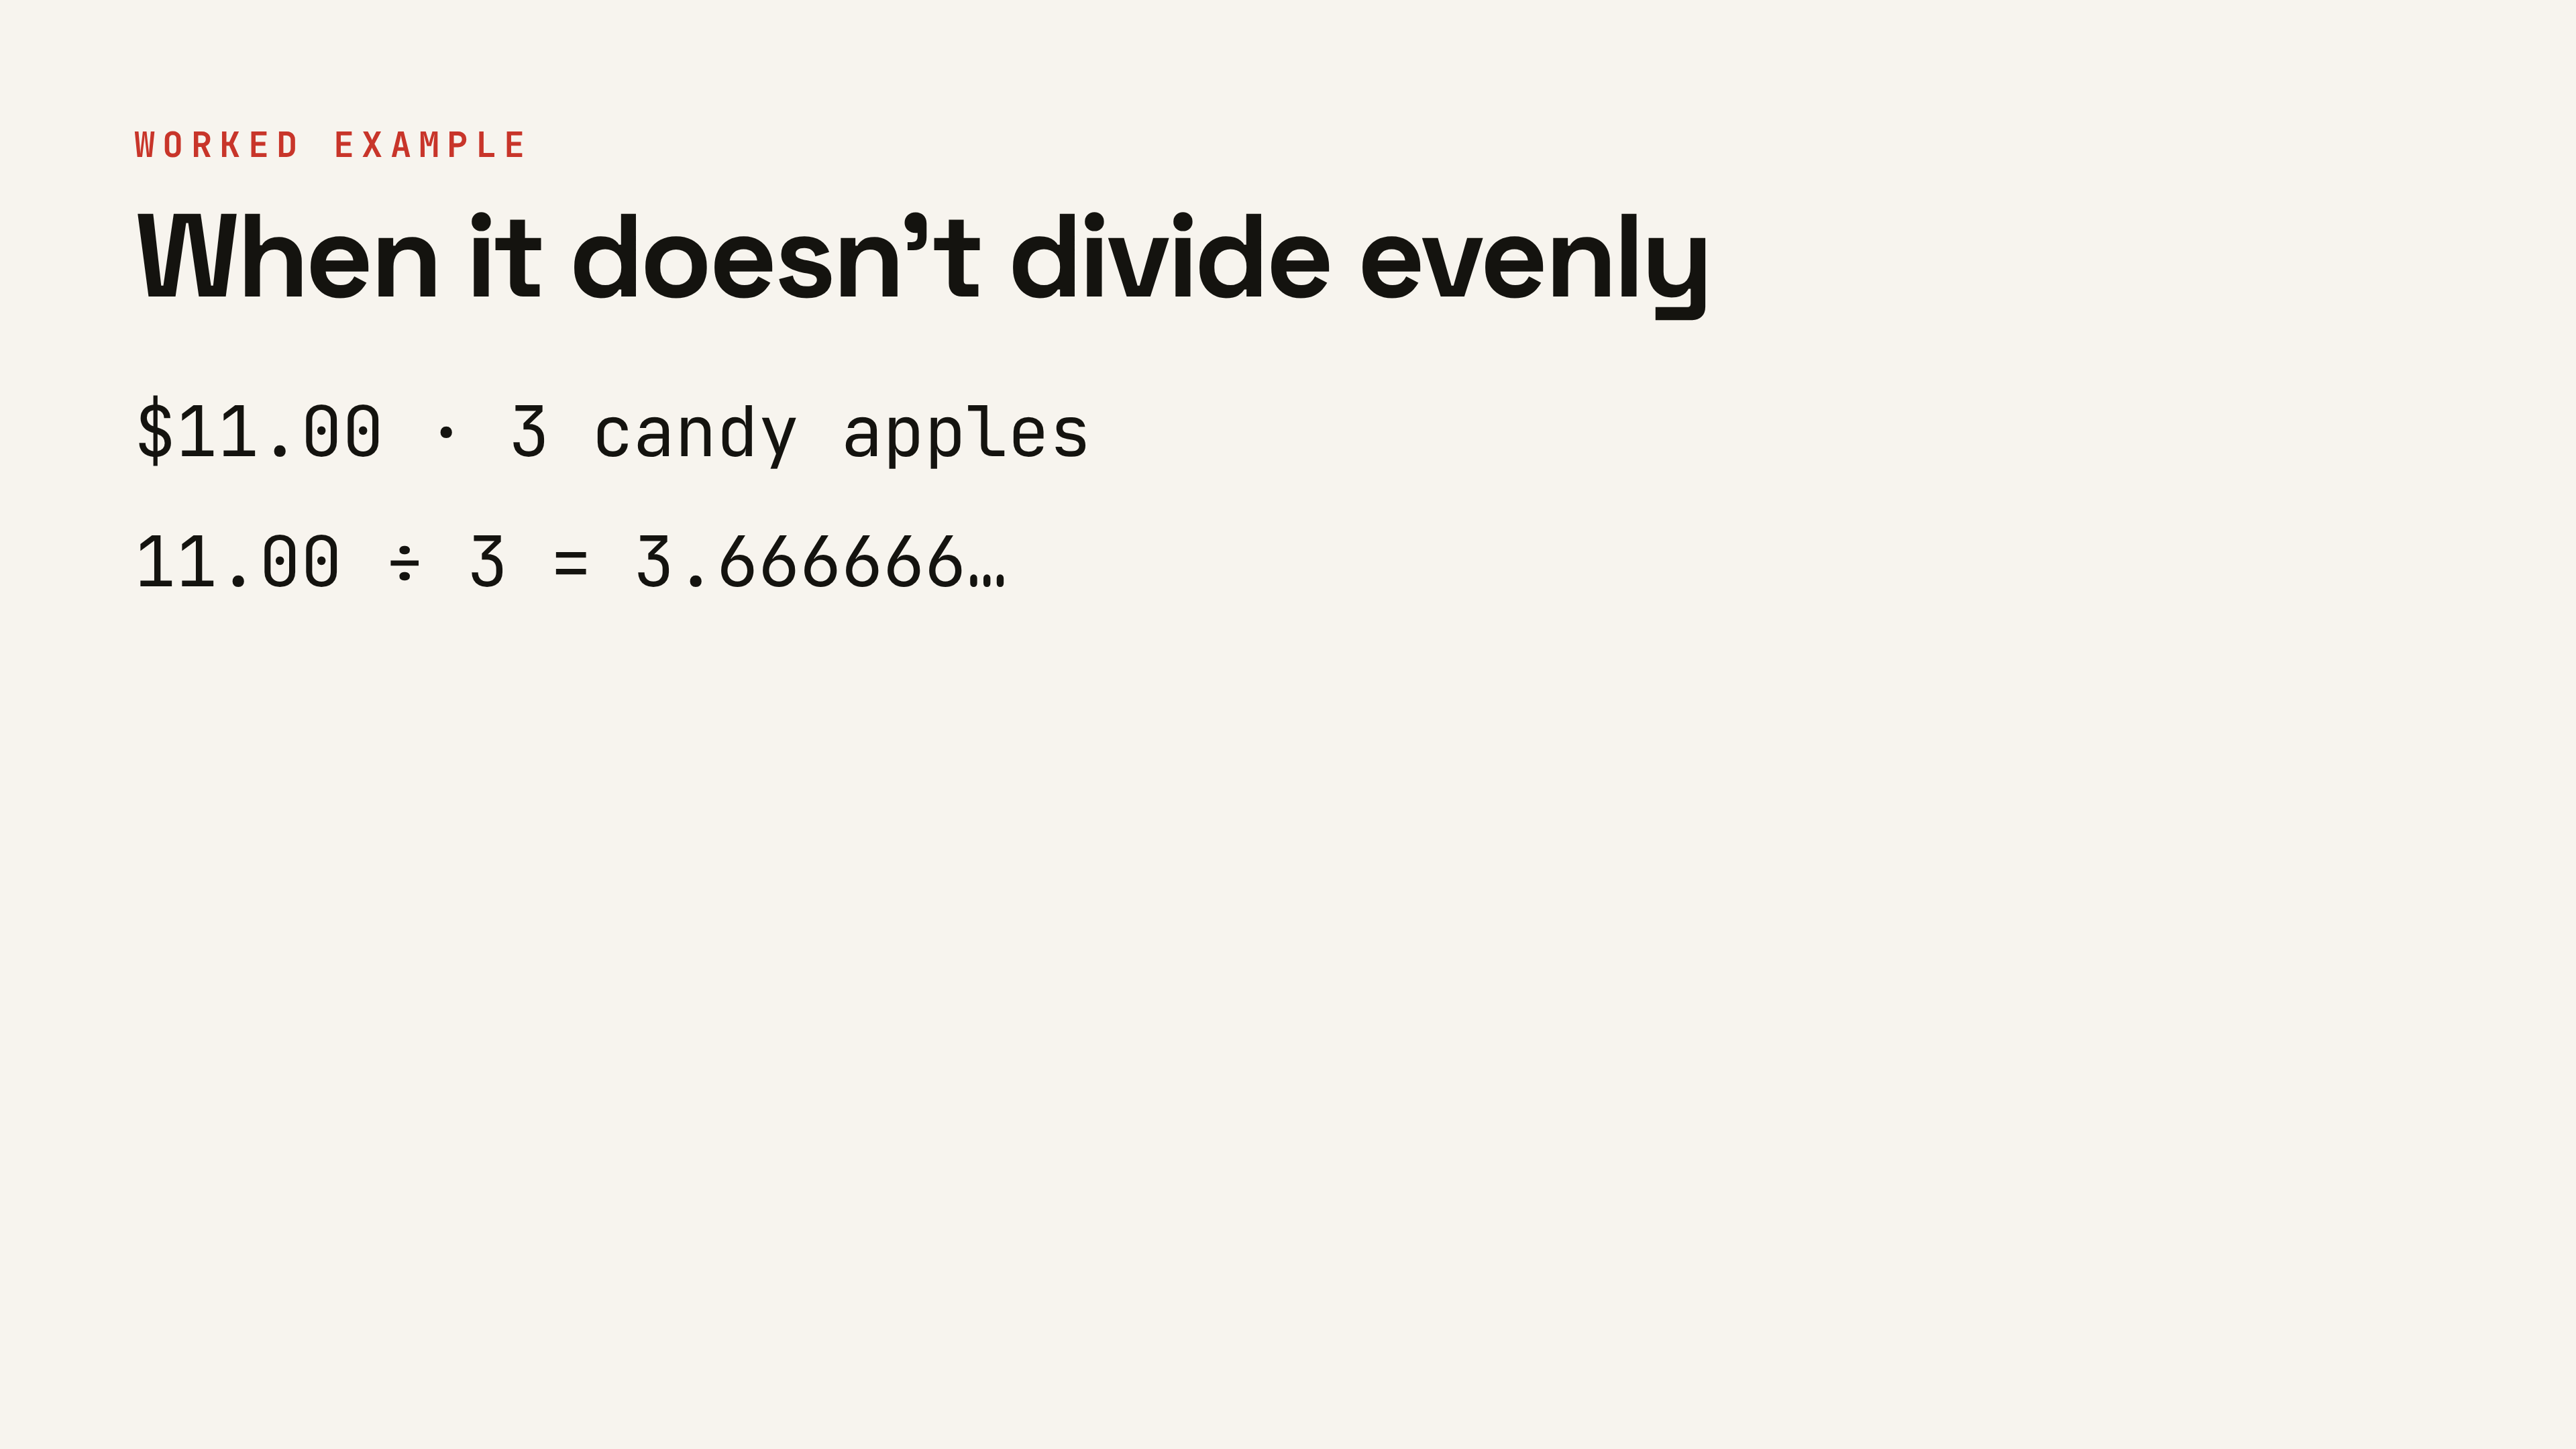 WORKED EXAMPLE
When it doesn’t divide evenly
$11.00 · 3 candy apples
11.00 ÷ 3 = 3.666666…